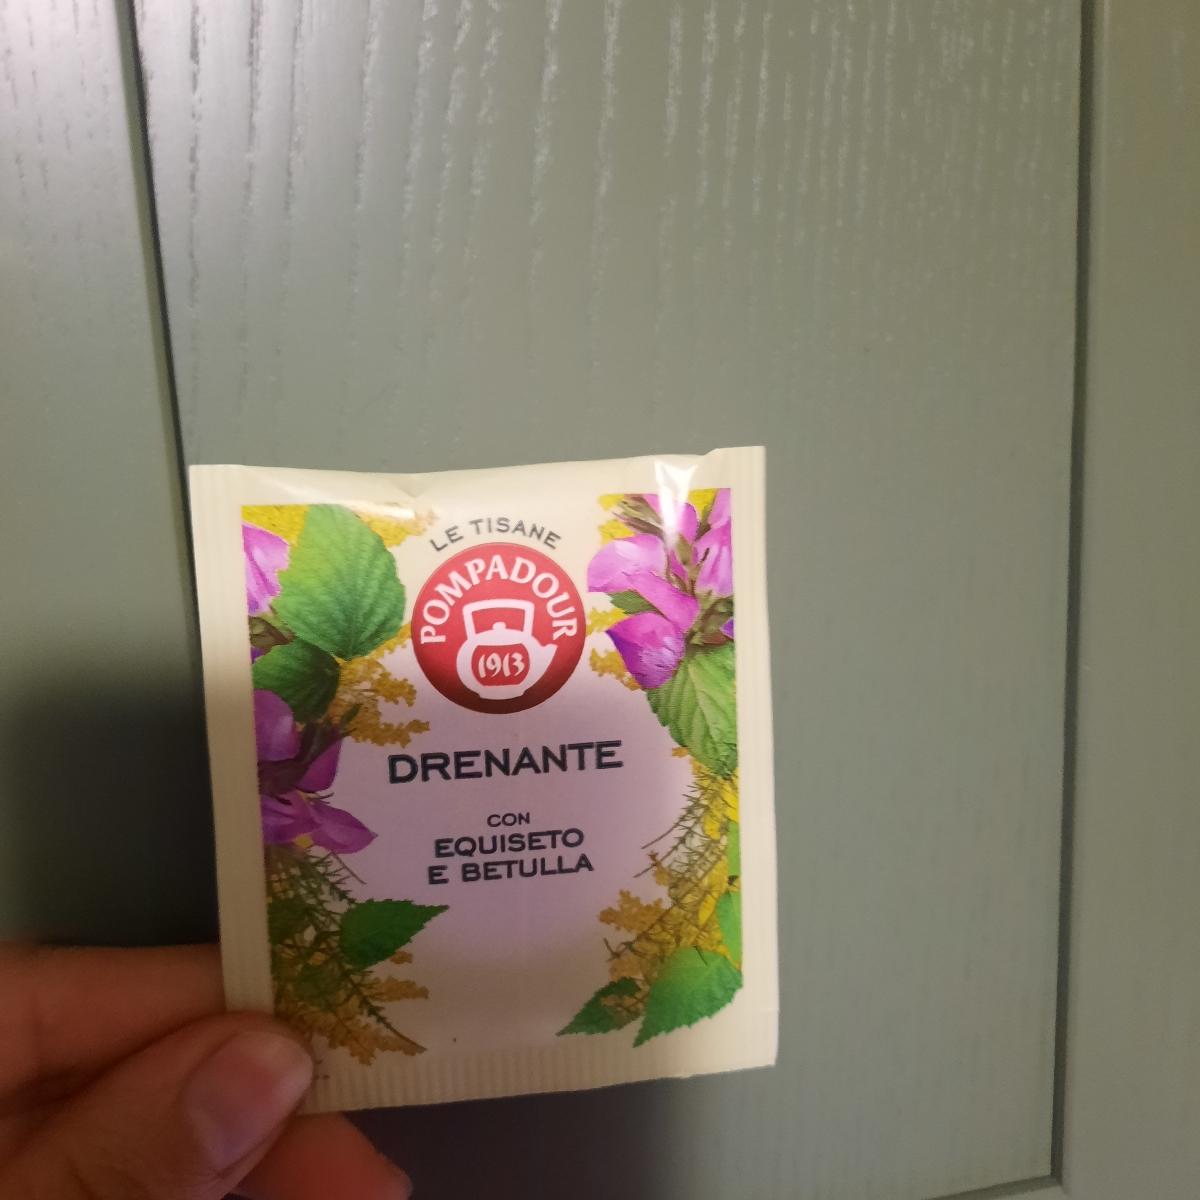 LE TISANE
POMPADOUR
1913
DRENANTE
CON
EQUISETO
E BETULLA